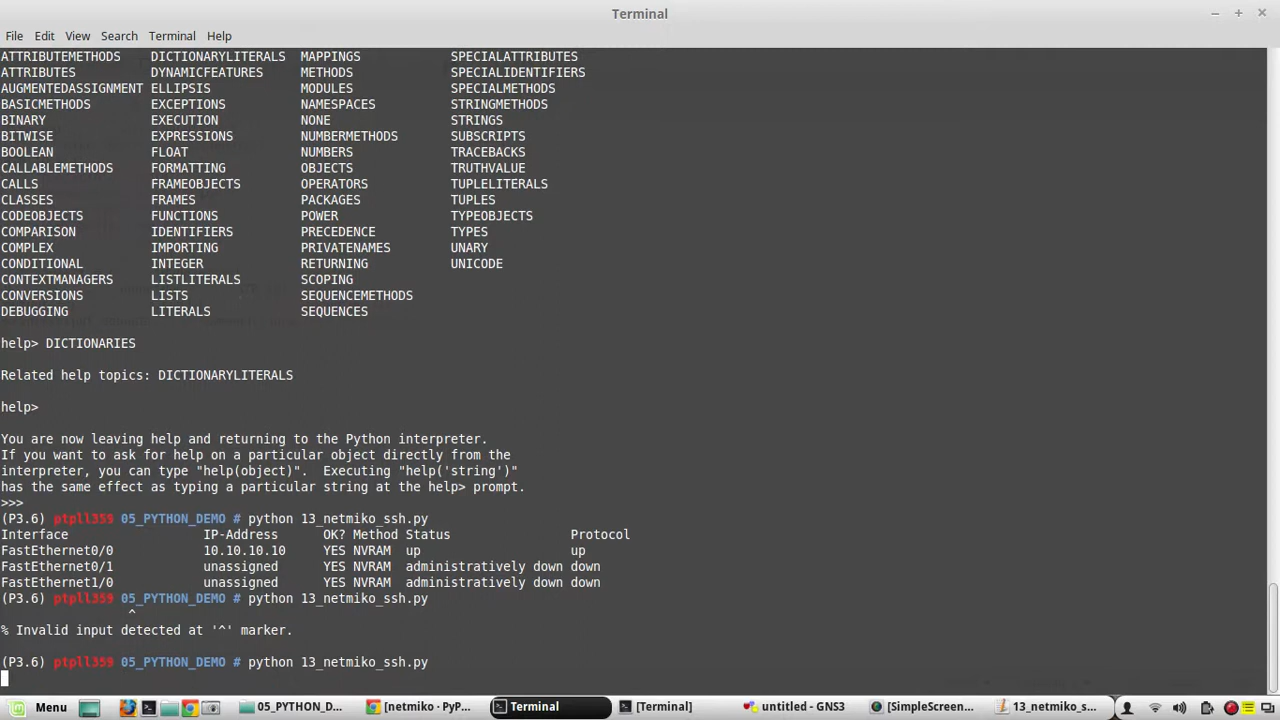 Terminal
File Edit View Search Terminal Help
ATTRIBUTEMETHODS DICTIONARYLITERALS MAPPINGS SPECIALATTRIBUTES
ATTRIBUTES DYNAMICFEATURES METHODS SPECIALIDENTIFIERS
AUGMENTEDASSIGNMENT ELLIPSIS MODULES SPECIALMETHODS
BASICMETHODS EXCEPTIONS NAMESPACES STRINGMETHODS
BINARY EXECUTION NONE STRINGS
BITWISE EXPRESSIONS NUMBERMETHODS SUBSCRIPTS
BOOLEAN FLOAT NUMBERS TRACEBACKS
CALLABLEMETHODS FORMATTING OBJECTS TRUTHVALUE
CALLS FRAMEOBJECTS OPERATORS TUPLELITERALS
CLASSES FRAMES PACKAGES TUPLES
CODEOBJECTS FUNCTIONS POWER TYPEOBJECTS
COMPARISON IDENTIFIERS PRECEDENCE TYPES
COMPLEX IMPORTING PRIVATENAMES UNARY
CONDITIONAL INTEGER RETURNING UNICODE
CONTEXTMANAGERS LISTLITERALS SCOPING
CONVERSIONS LISTS SEQUENCEMETHODS
DEBUGGING LITERALS SEQUENCES
help> DICTIONARIES
Related help topics: DICTIONARYLITERALS
help>
You are now leaving help and returning to the Python interpreter.
If you want to ask for help on a particular object directly from the
interpreter, you can type "help(object)".  Executing "help('string')"
has the same effect as typing a particular string at the help> prompt.
>>>
(P3.6) ptpll359 05_PYTHON_DEMO # python 13_netmiko_ssh.py
Interface IP-Address OK? Method Status Protocol
FastEthernet0/0 10.10.10.10 YES NVRAM up up
FastEthernet0/1 unassigned YES NVRAM administratively down down
FastEthernet1/0 unassigned YES NVRAM administratively down down
(P3.6) ptpll359 05_PYTHON_DEMO # python 13_netmiko_ssh.py
^
% Invalid input detected at '^' marker.
(P3.6) ptpll359 05_PYTHON_DEMO # python 13_netmiko_ssh.py
Menu 05_PYTHON_D... [netmiko · PyP... Terminal [Terminal] untitled - GNS3 [SimpleScreen... 13_netmiko_s...